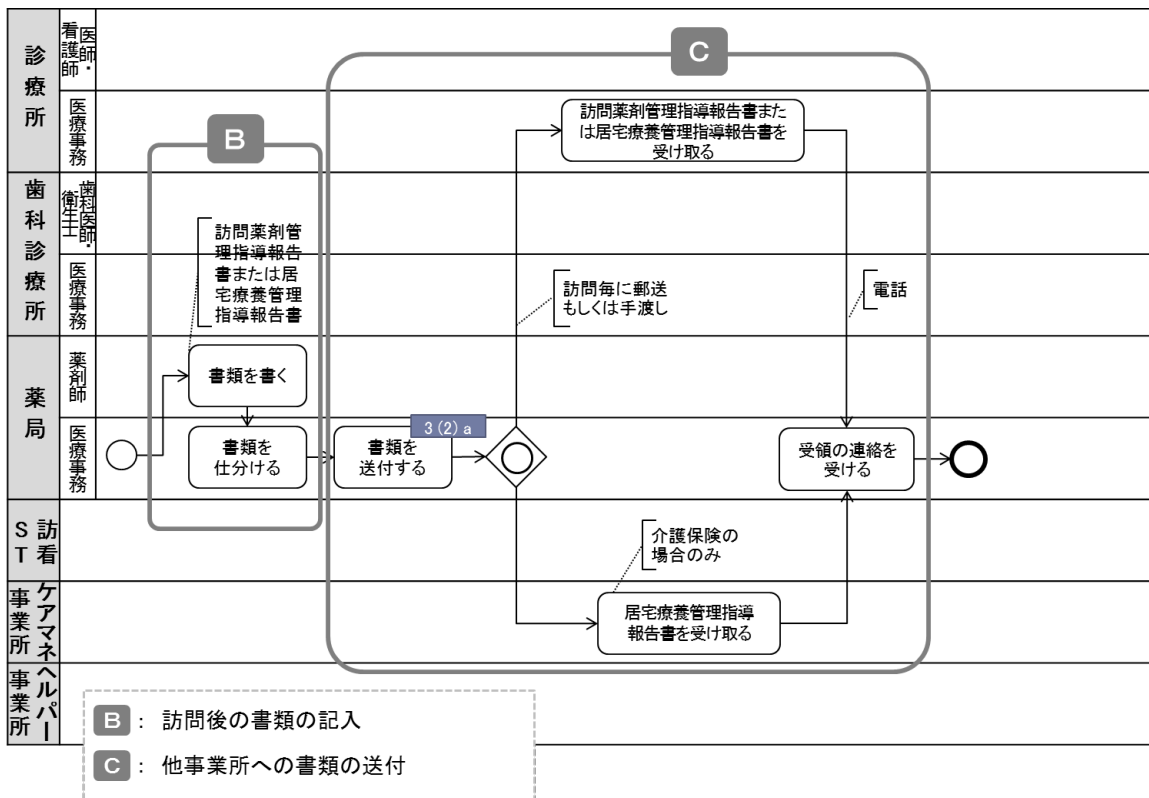 診療所
医師・看護師
医療事務
歯科診療所
歯科医師・衛生士
医療事務
薬局
薬剤師
医療事務
訪看ST
ケアマネ事業所
ヘルパー事業所
B
C
訪問薬剤管理指導報告書また
は居宅療養管理指導報告書を
受け取る
訪問薬剤管
理指導報告
書または居
宅療養管理
指導報告書
訪問毎に郵送
もしくは手渡し
電話
書類を書く
書類を
仕分ける
3(2)a
書類を
送付する
受領の連絡を
受ける
介護保険の
場合のみ
居宅療養管理指導
報告書を受け取る
B : 訪問後の書類の記入
C : 他事業所への書類の送付